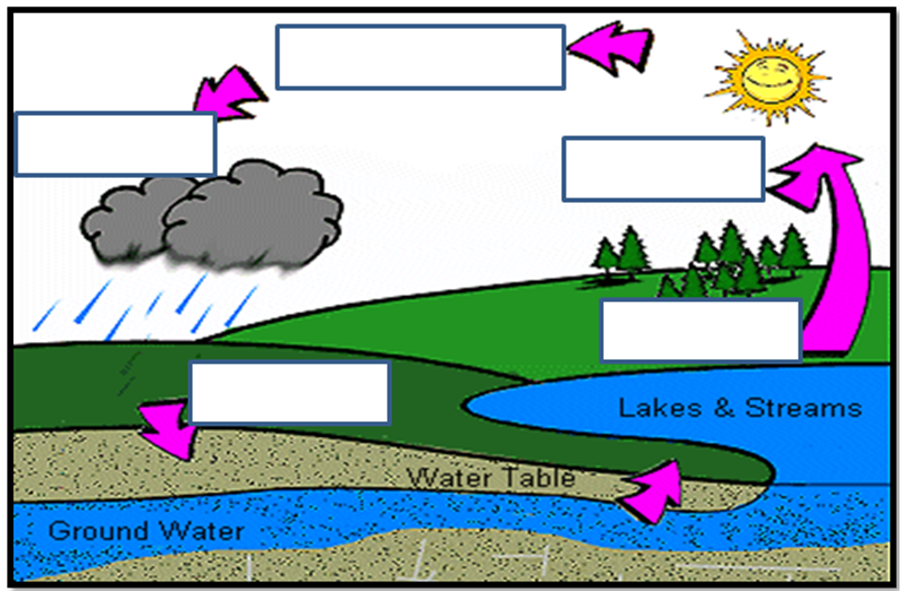 Lakes & Streams
Water Table
Ground Water